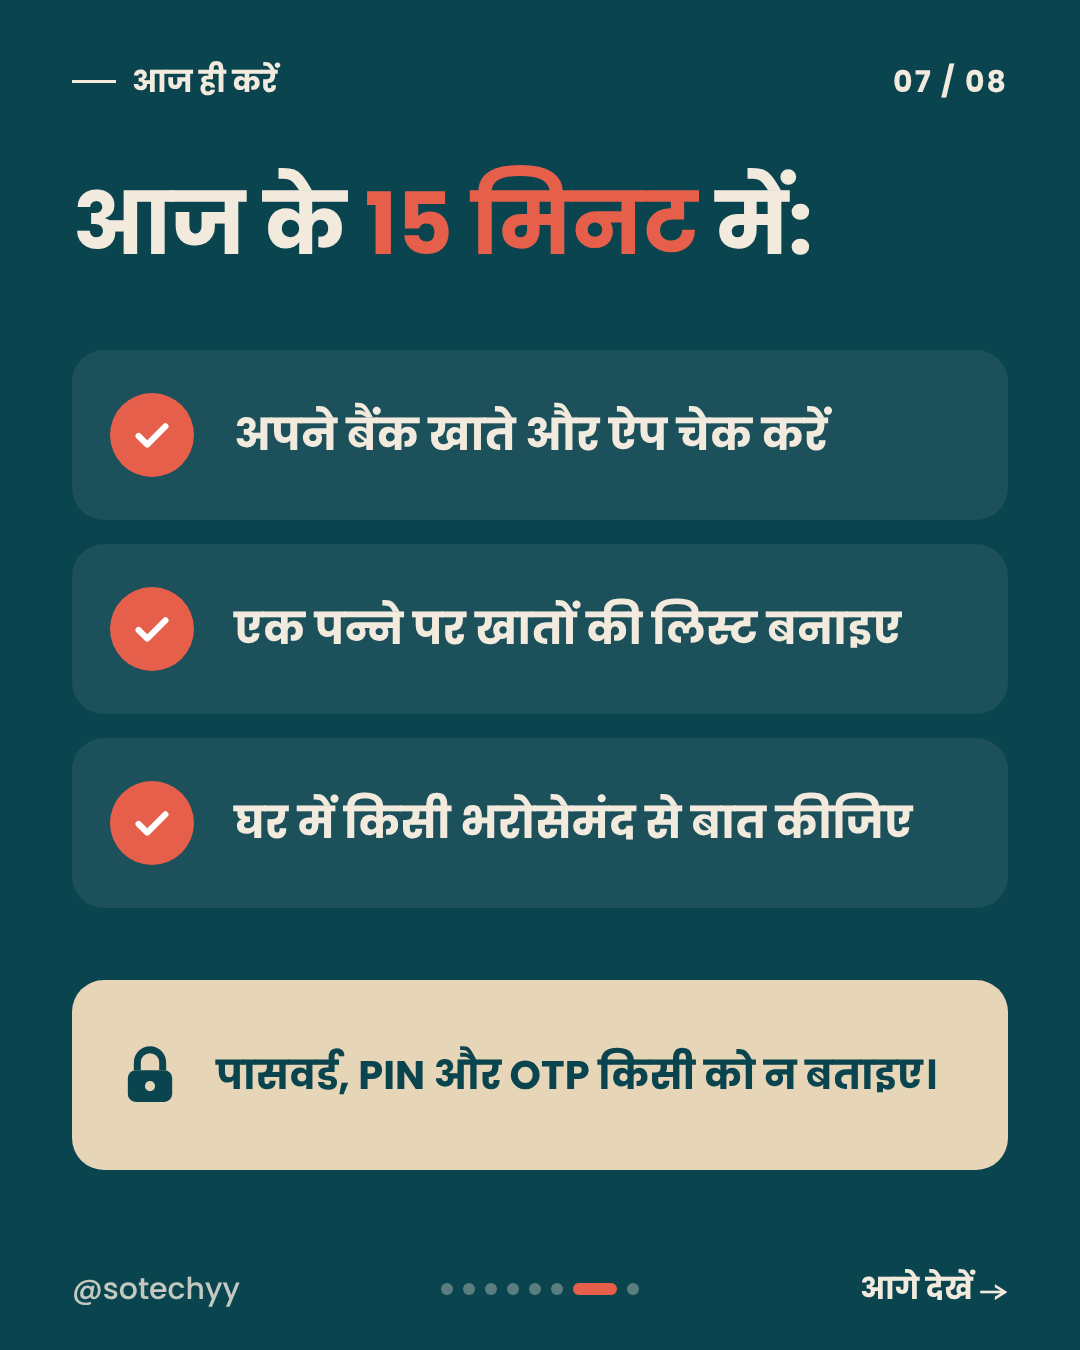 आज ही करें
07 / 08
आज के 15 मिनट में:
अपने बैंक खाते और ऐप चेक करें
एक पन्ने पर खातों की लिस्ट बनाइए
घर में किसी भरोसेमंद से बात कीजिए
पासवर्ड, PIN और OTP किसी को न बताइए।
@sotechyy
आगे देखें →